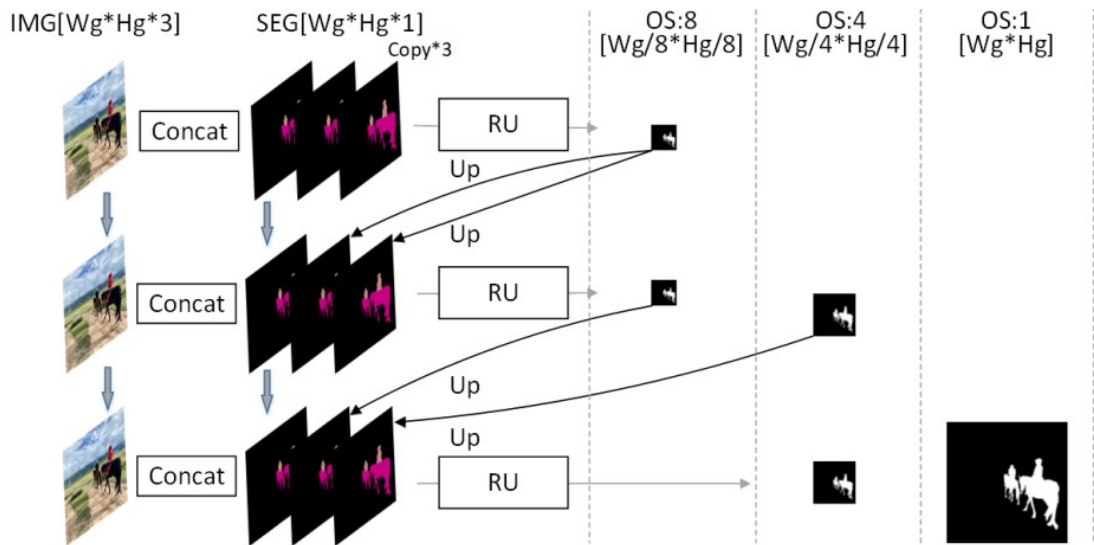 IMG[Wg*Hg*3]
SEG[Wg*Hg*1]
Copy*3
OS:8
[Wg/8*Hg/8]
OS:4
[Wg/4*Hg/4]
OS:1
[Wg*Hg]
Concat
RU
Up
Up
Concat
RU
Up
Up
Concat
RU